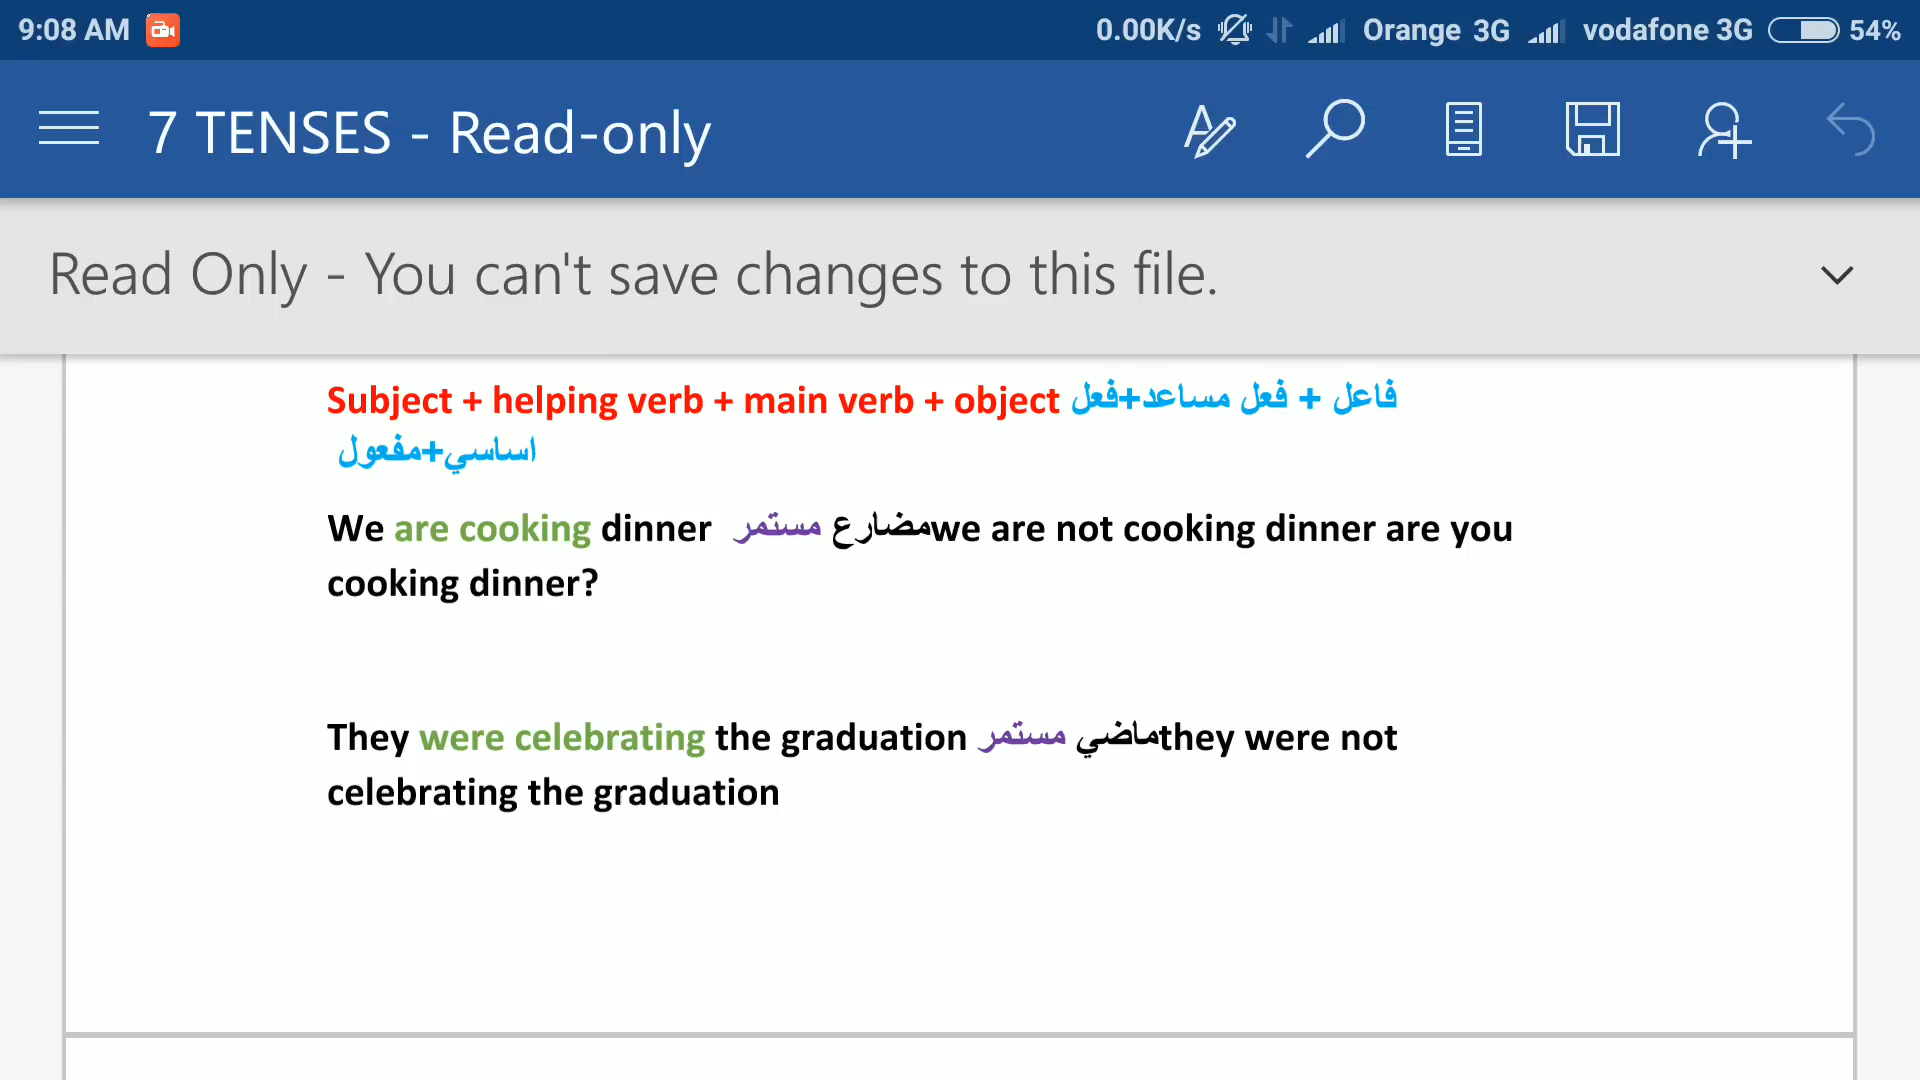 9:08 AM 0.00K/s Orange 3G vodafone 3G 54%
7 TENSES - Read-only
Read Only - You can't save changes to this file.
Subject + helping verb + main verb + object فاعل + فعل مساعد+فعل
اساسي+مفعول
We are cooking dinner مضارع مستمرwe are not cooking dinner are you
cooking dinner?
They were celebrating the graduation ماضي مستمرthey were not
celebrating the graduation